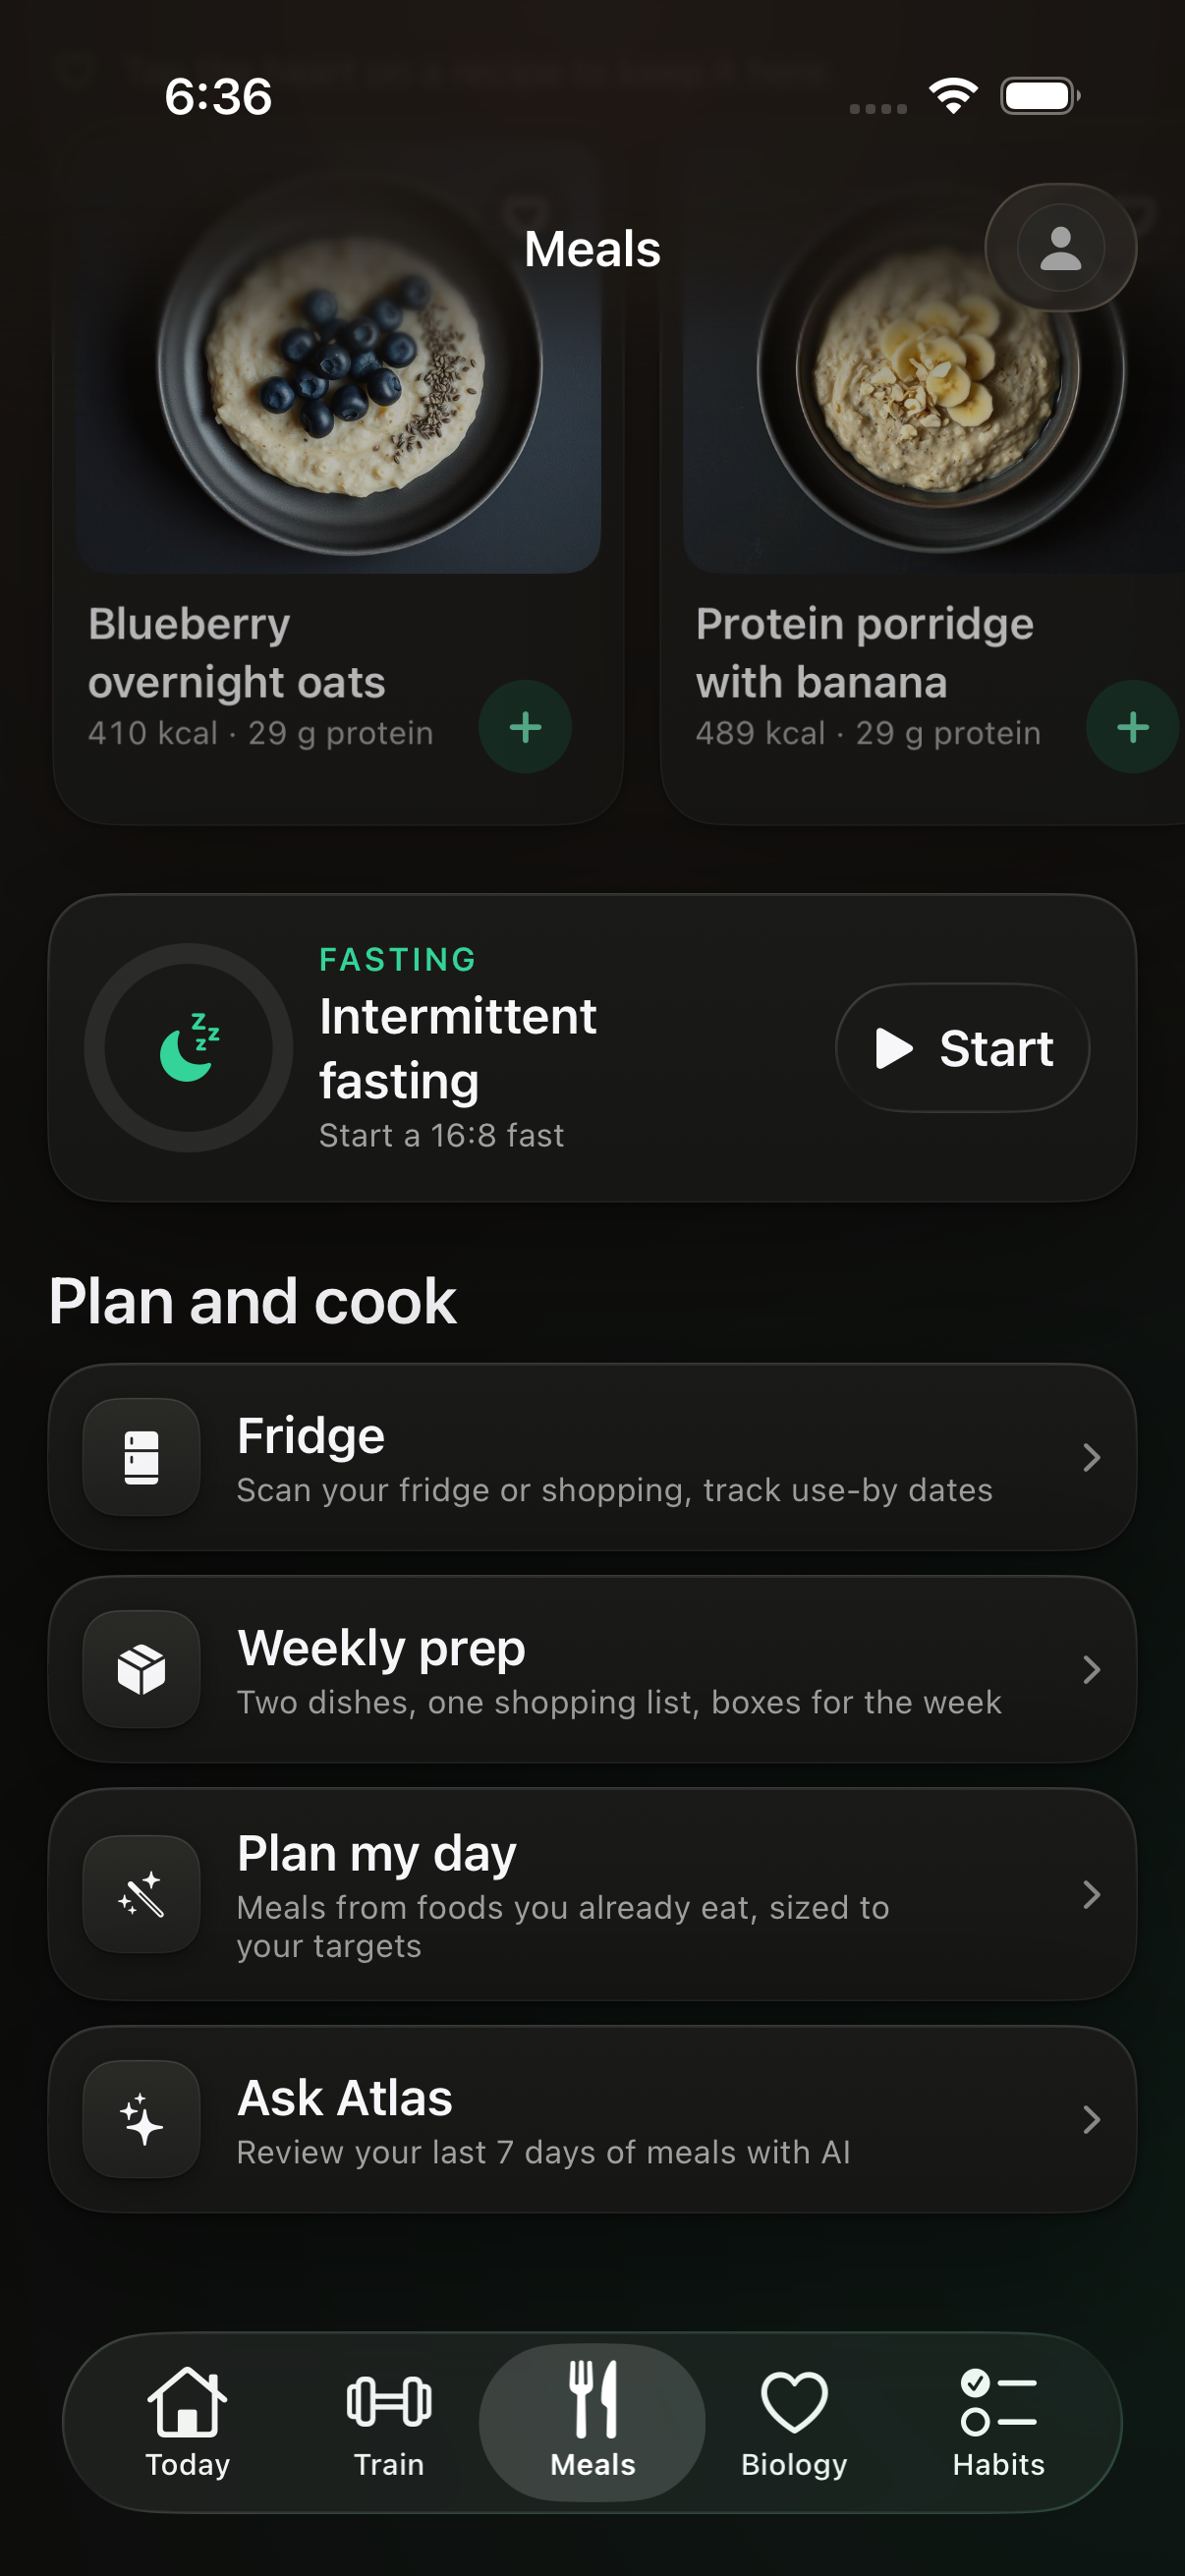 6:36
Meals
Blueberry
overnight oats
410 kcal · 29 g protein
Protein porridge
with banana
489 kcal · 29 g protein
FASTING
Intermittent
fasting
Start a 16:8 fast
Start
Plan and cook
Fridge
Scan your fridge or shopping, track use-by dates
Weekly prep
Two dishes, one shopping list, boxes for the week
Plan my day
Meals from foods you already eat, sized to
your targets
Ask Atlas
Review your last 7 days of meals with AI
Today
Train
Meals
Biology
Habits